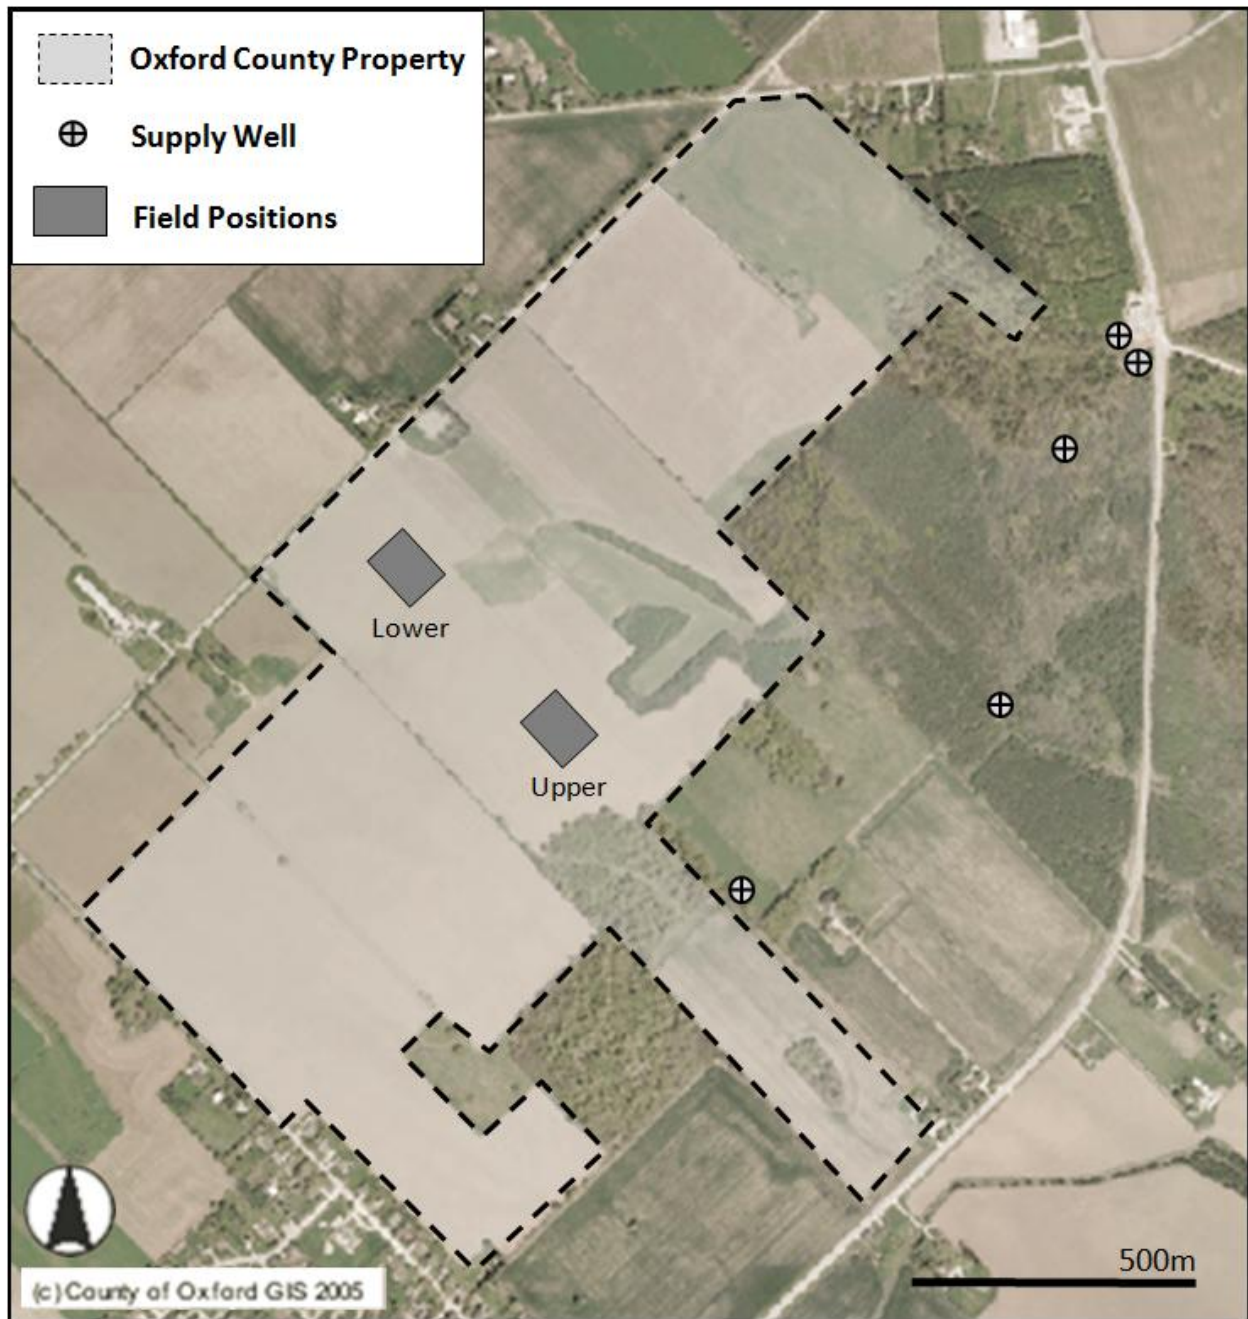 Oxford County Property
Supply Well
Field Positions
Lower
Upper
500m
(c) County of Oxford GIS 2005